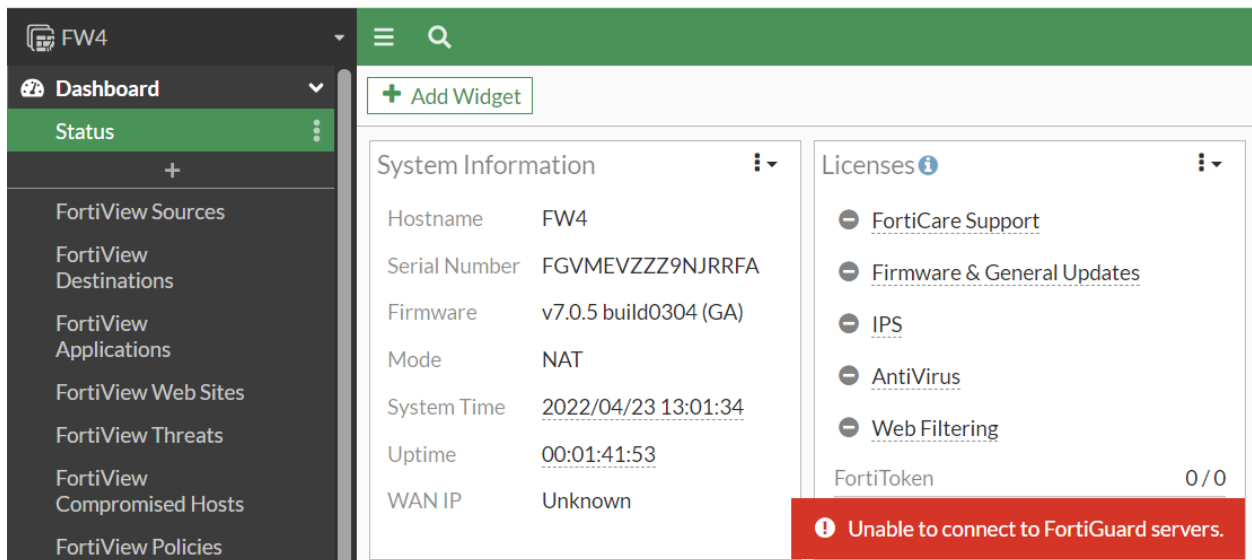 FW4
Dashboard
Status
+
FortiView Sources
FortiView
Destinations
FortiView
Applications
FortiView Web Sites
FortiView Threats
FortiView
Compromised Hosts
FortiView Policies
+ Add Widget
System Information
Hostname FW4
Serial Number FGVMEVZZZ9NJRRFA
Firmware v7.0.5 build0304 (GA)
Mode NAT
System Time 2022/04/23 13:01:34
Uptime 00:01:41:53
WAN IP Unknown
Licenses
FortiCare Support
Firmware & General Updates
IPS
AntiVirus
Web Filtering
FortiToken 0/0
Unable to connect to FortiGuard servers.